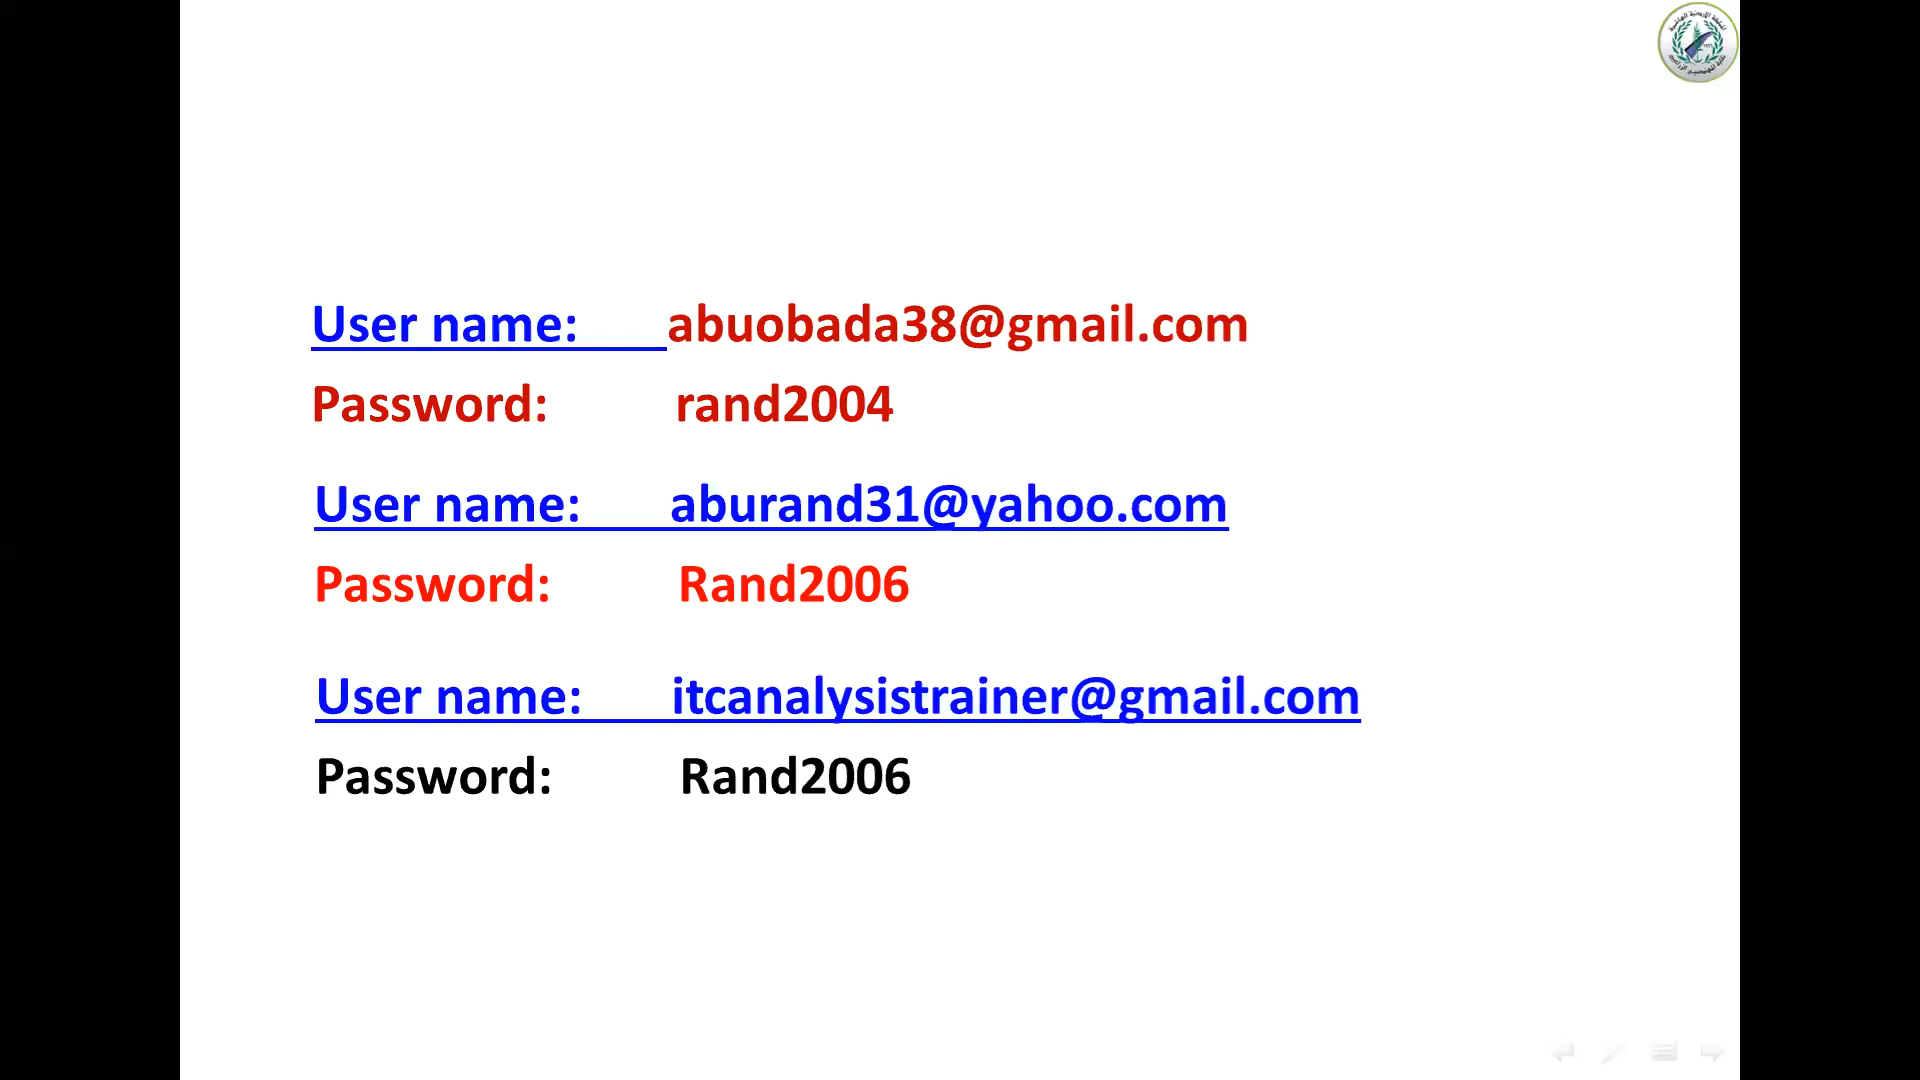 User name: abuobada38@gmail.com
Password: rand2004
User name: aburand31@yahoo.com
Password: Rand2006
User name: itcanalysistrainer@gmail.com
Password: Rand2006